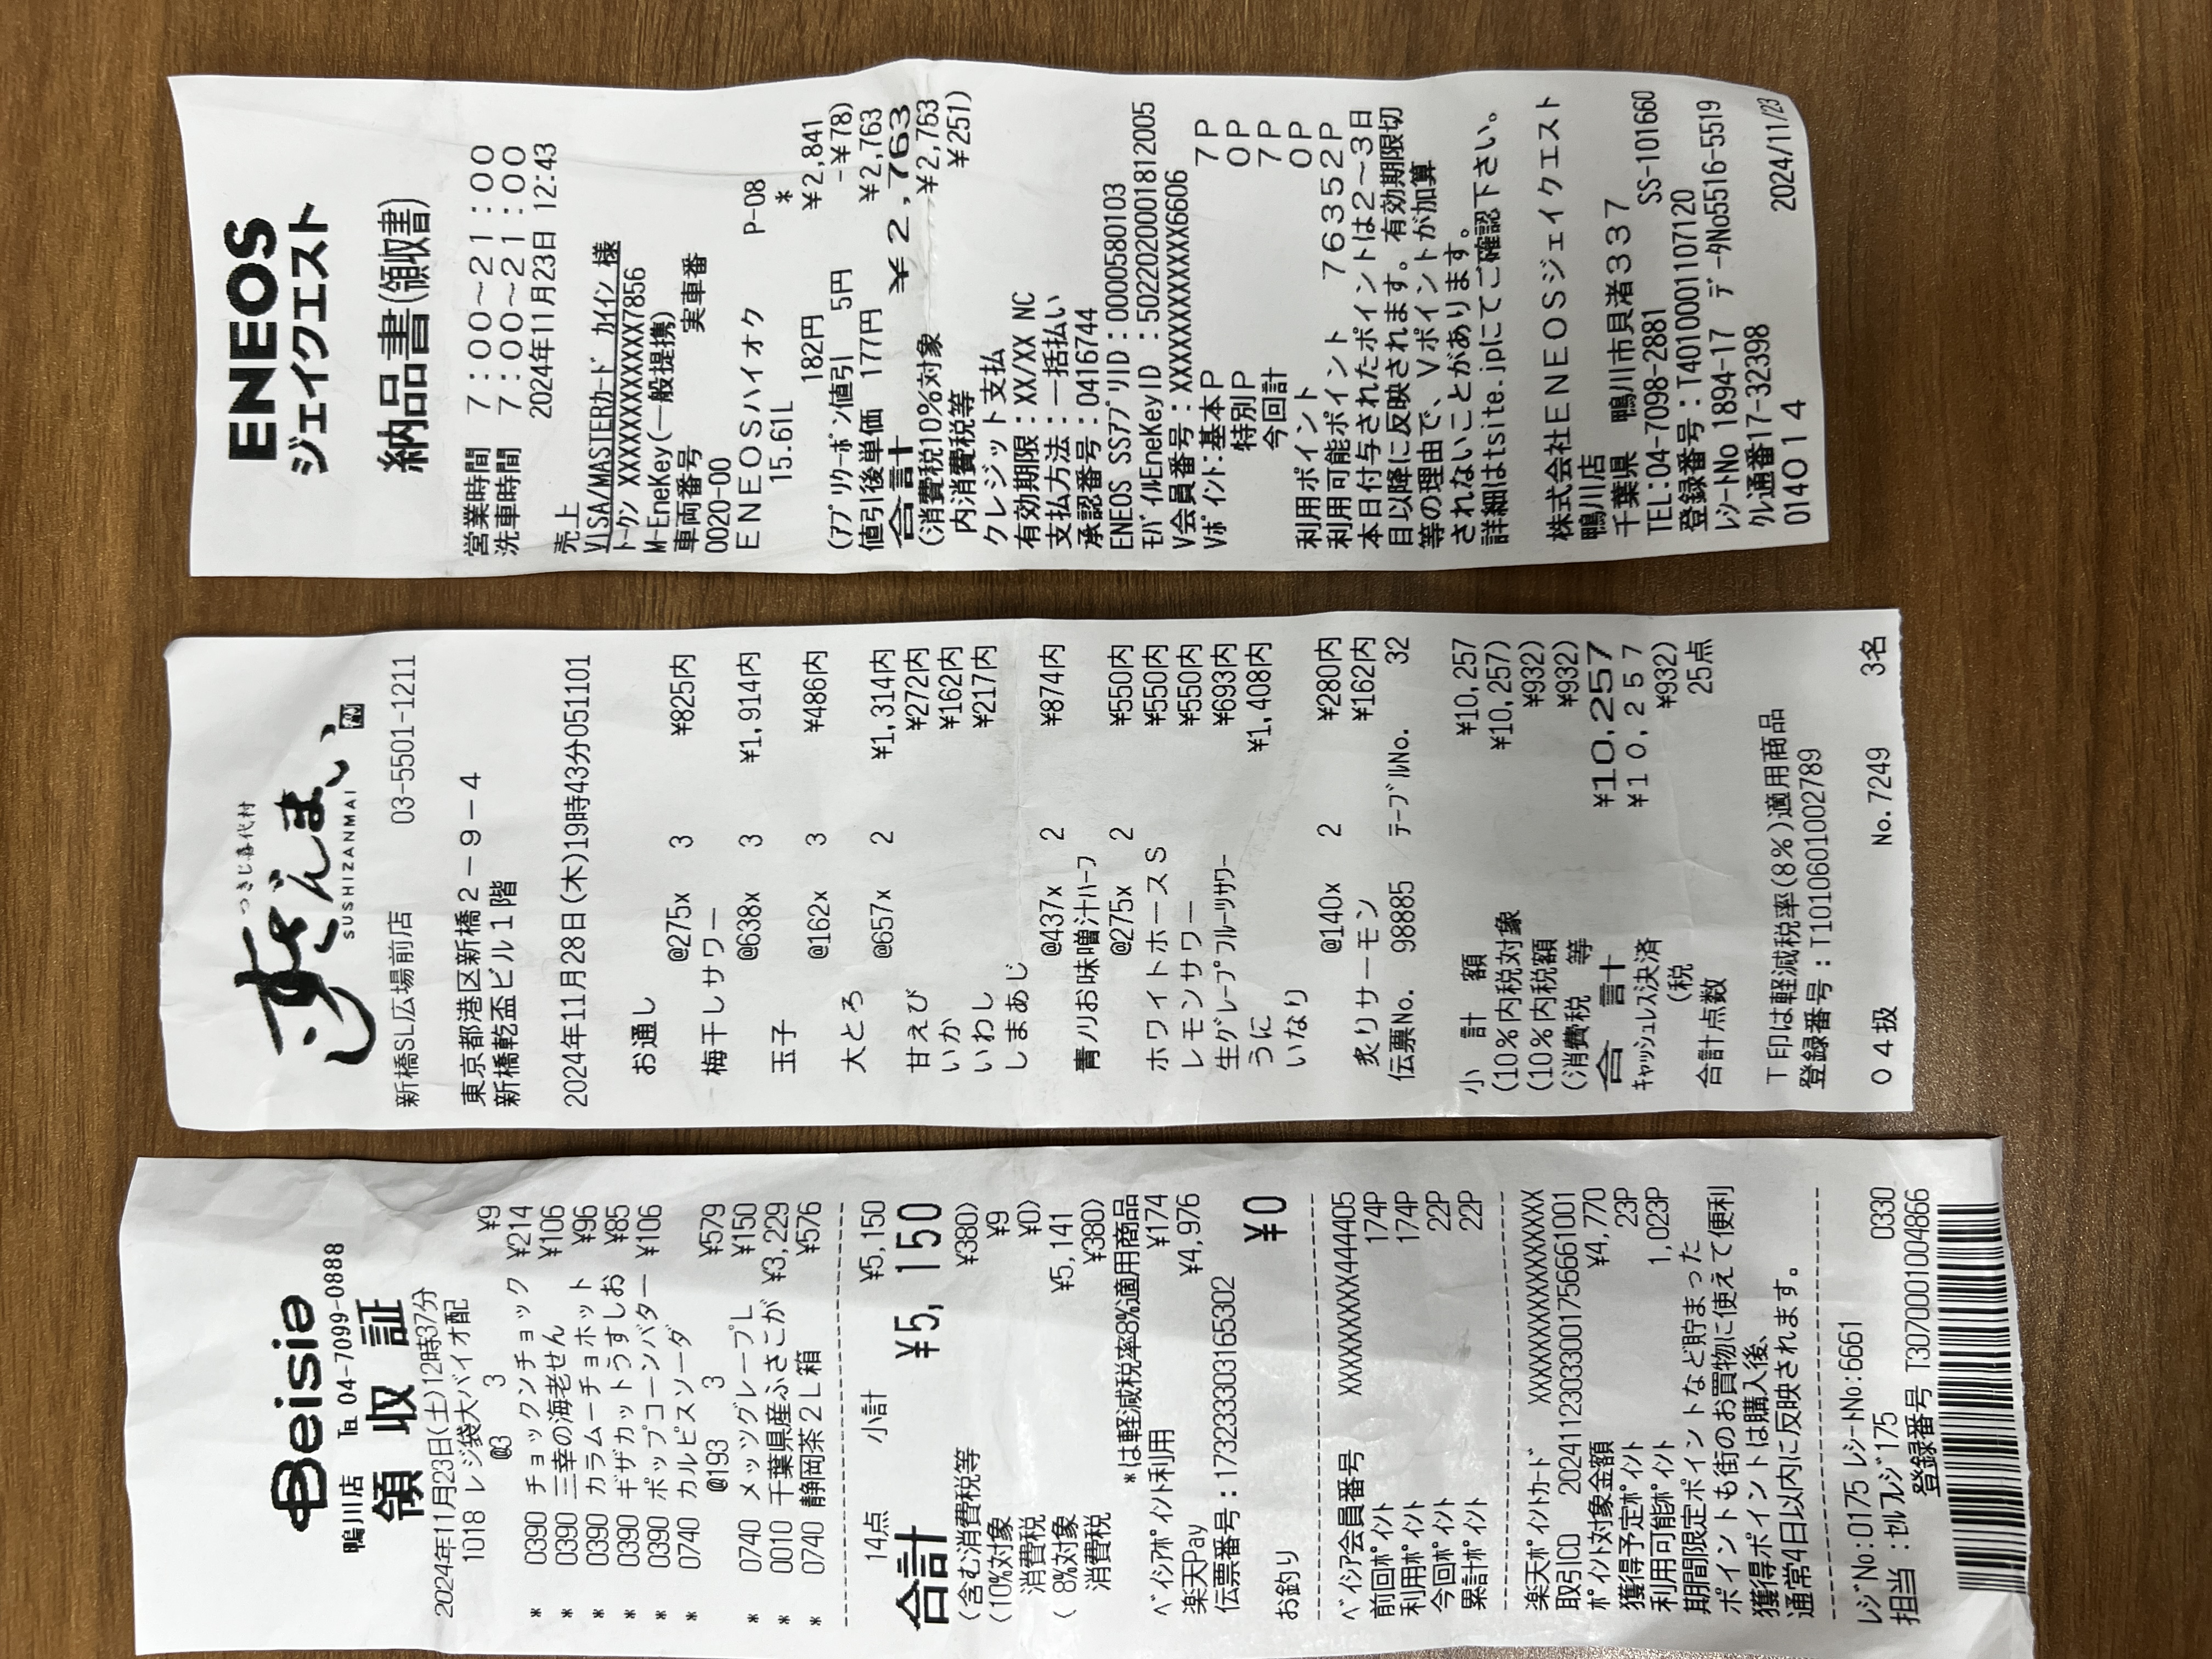 Beisia
鴨川店 ℡ 04-7099-0888
領収証
2024年11月23日(土)12時37分
1018 レジ袋大バイオ配
@3 3 ¥9
* 0390 チョックンチョック ¥214
* 0390 三幸の海老せん ¥106
* 0390 カラムーチョホット ¥96
* 0390 ギザカットうすしお ¥85
* 0390 ポップコーンバター ¥106
* 0740 カルピスソーダ
@193 3 ¥579
* 0740 メッツグレープL ¥150
* 0010 千葉県産ふさこが ¥3,229
* 0740 静岡茶2L箱 ¥576
14点 小計 ¥5,150
合計 ¥5,150
(含む消費税等 ¥380)
(10%対象 ¥9
消費税 ¥0)
( 8%対象 ¥5,141
消費税 ¥380)
*は軽減税率8%適用商品
ベイシアポイント利用 ¥174
楽天Pay ¥4,976
伝票番号:173233303165302
お釣り ¥0
ベイシア会員番号 XXXXXXXXX444405
前回ポイント 174P
利用ポイント 174P
今回ポイント 22P
累計ポイント 22P
楽天ポイントカード XXXXXXXXXXXXXXXX
取引CD 20241123033001756661001
ポイント対象金額 ¥4,770
獲得予定ポイント 23P
利用可能ポイント 1,023P
期間限定ポイントなど貯まった
ポイントも街のお買物に使えて便利
獲得ポイントは購入後、
通常4日以内に反映されます。
レジNo:0175 レシートNo:6661
担当 :セルフレジ175 0330
登録番号 T3070001004866
つきじ喜代村
すしざんまい
SUSHIZANMAI
新橋SL広場前店 03-5501-1211
東京都港区新橋2-9-4
新橋乾盃ビル1階
2024年11月28日(木)19時43分051101
お通し
@275x 3 ¥825内
梅干しサワー
@638x 3 ¥1,914内
玉子
@162x 3 ¥486内
大とろ
@657x 2 ¥1,314内
甘えび ¥272内
いか ¥162内
いわし ¥217内
しまあじ
@437x 2 ¥874内
青ノリお味噌汁ハーフ
@275x 2 ¥550内
ホワイトホースS ¥550内
レモンサワー ¥550内
生グレープフルーツサワー ¥693内
うに ¥1,408内
いなり
@140x 2 ¥280内
炙りサーモン ¥162内
伝票No. 98885 テーブルNo. 32
小 計 額 ¥10,257
(10%内税対象 ¥10,257)
(10%内税額 ¥932)
(消費税 等 ¥932)
合 計 ¥10,257
キャッシュレス決済 ¥10,257
(税 ¥932)
合計点数 25点
T印は軽減税率(8%)適用商品
登録番号:T1010601002789
04扱 No.7249 3名
ENEOS
ジェイクエスト
納品書(領収書)
営業時間 7:00~21:00
洗車時間 7:00~21:00
2024年11月23日 12:43
売上
VISA/MASTERカード カイイン 様
トークン XXXXXXXXXXXX7856
M-EneKey(一般提携)
車両番号 実車番
0020-00
ENEOSハイオク P-08
15.61L *
182円 ¥2,841
(アプリクーポン値引 5円 -¥78)
値引後単価 177円 ¥2,763
合計 ¥2,763
(消費税10%対象 ¥2,763
内消費税等 ¥251)
クレジット支払
有効期限:XX/XX NC
支払方法:一括払い
承認番号:0416744
ENEOS SSアプリID:0000580103
モバイルEneKeyID :5022020001812005
V会員番号:XXXXXXXXXXXX6606
Vポイント:基本P 7P
特別P 0P
今回計 7P
利用ポイント 0P
利用可能ポイント 76352P
本日付与されたポイントは2~3日
目以降に反映されます。有効期限切
等の理由で、Vポイントが加算
されないことがあります。
詳細はtsite.jpにてご確認下さい。
株式会社ENEOSジェイクエスト
鴨川店
千葉県 鴨川市貝渚337
TEL:04-7098-2881 SS-101660
登録番号:T4010001107120
レシートNo 1894-17 データNo5516-5519
クレ通番17-32398
014014 2024/11/23